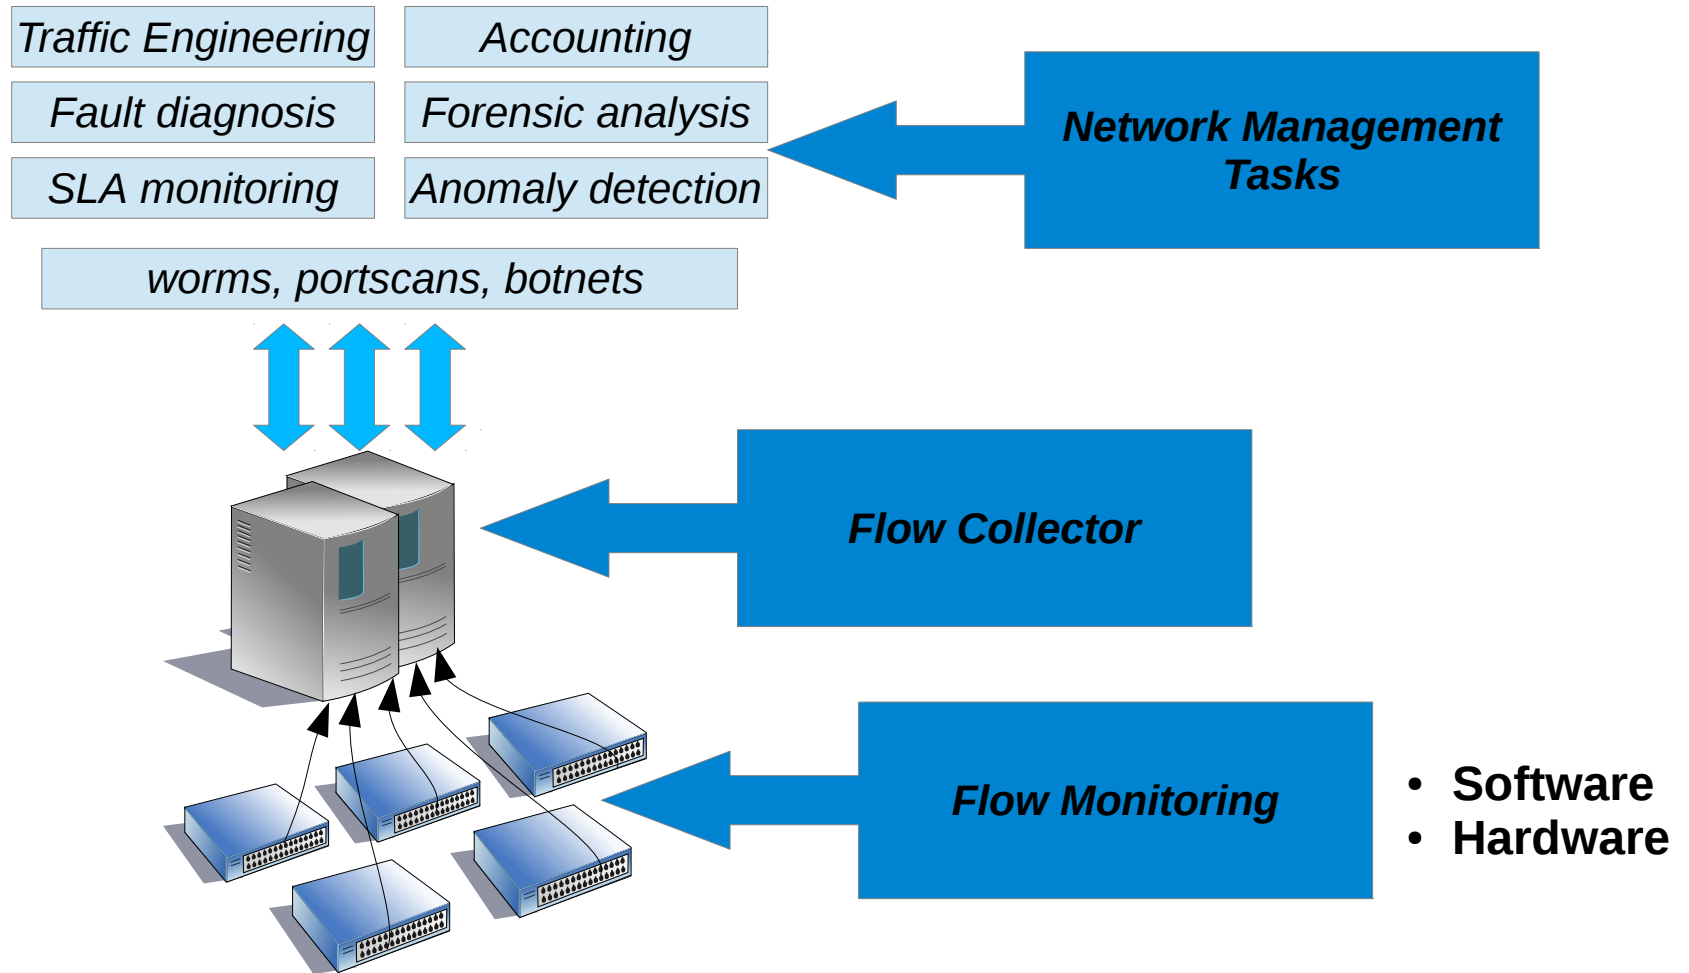 Traffic Engineering
Accounting
Fault diagnosis
Forensic analysis
SLA monitoring
Anomaly detection
worms, portscans, botnets
Network Management
Tasks
Flow Collector
Flow Monitoring
• Software
• Hardware